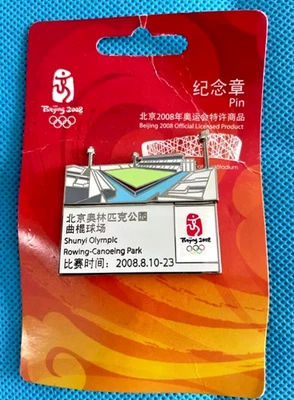 Beijing 2008
纪念章
Pin
北京2008年奥运会特许商品
Beijing 2008 Official Licensed Product
北京奥林匹克公园
曲棍球场
Shunyi Olympic
Rowing-Canoeing Park
比赛时间：2008.8.10-23
Beijing 2008